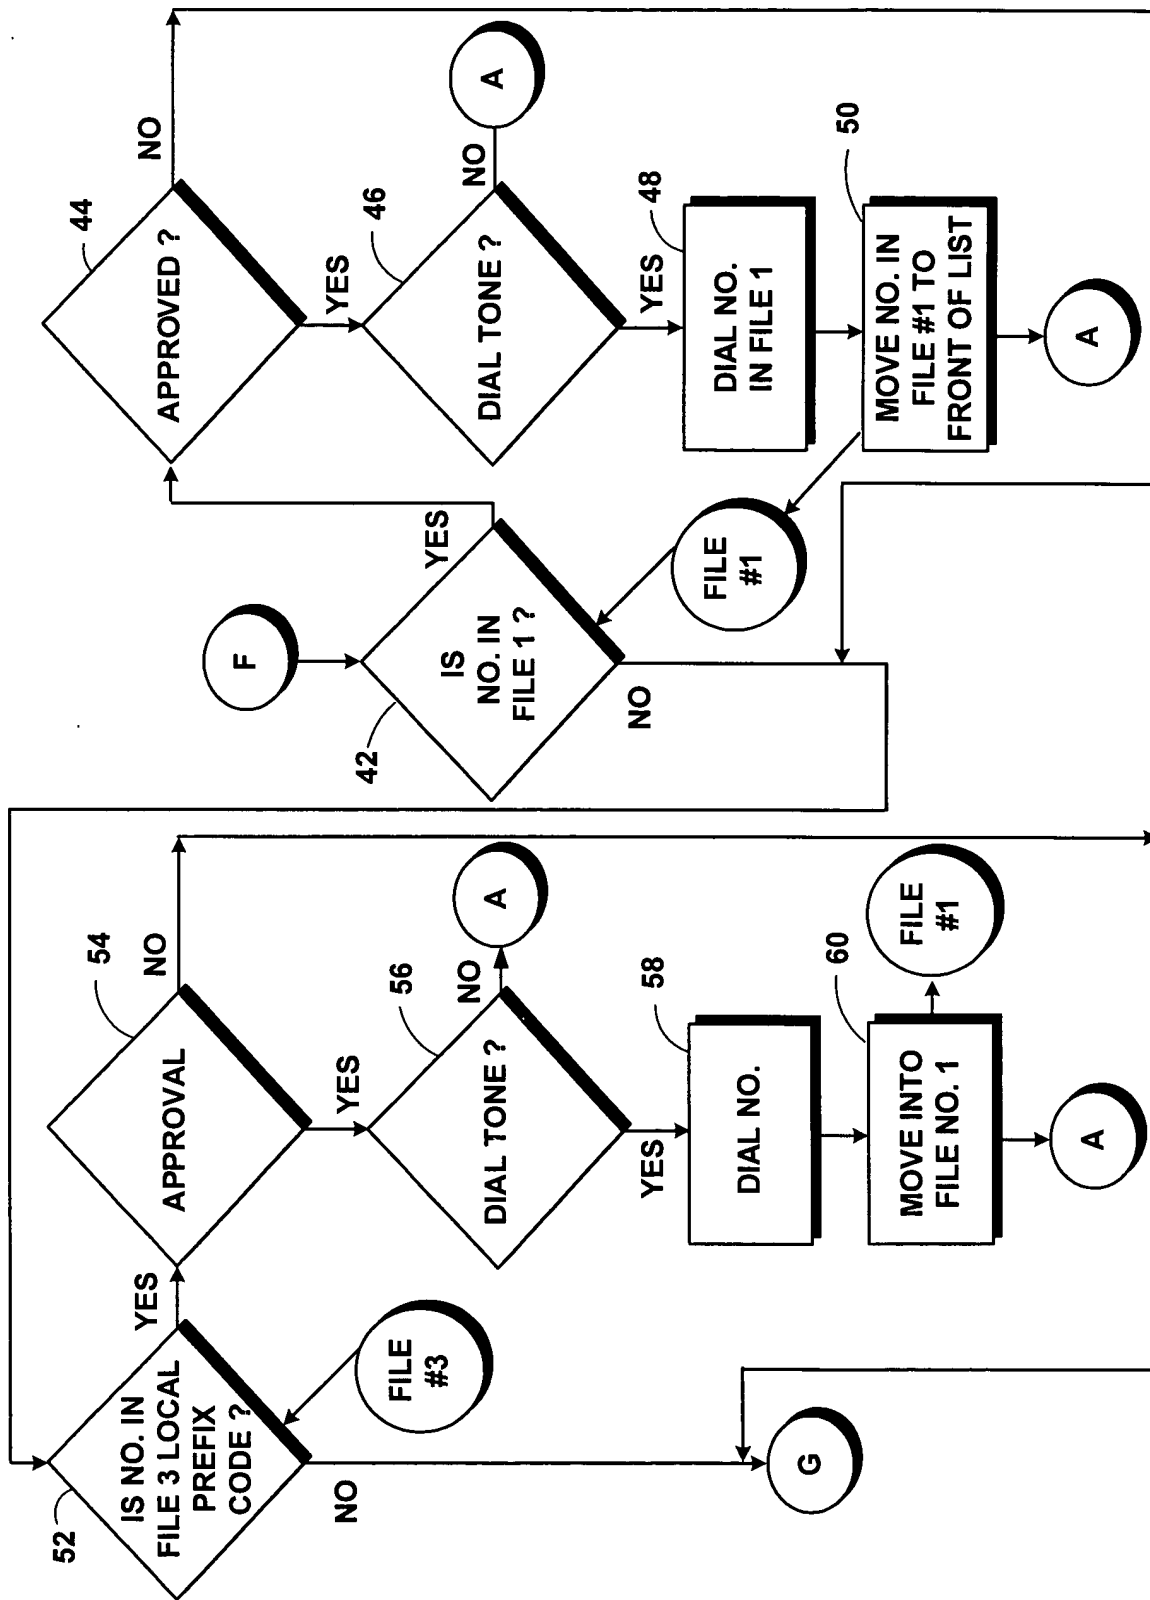 F
42
IS
NO. IN
FILE 1 ?
YES
NO
FILE
#1
44
APPROVED ?
NO
YES
46
DIAL TONE ?
NO
A
YES
48
DIAL NO.
IN FILE 1
50
MOVE NO. IN
FILE #1 TO
FRONT OF LIST
A
52
IS NO. IN
FILE 3 LOCAL
PREFIX
CODE ?
YES
NO
FILE
#3
G
54
APPROVAL
NO
YES
56
DIAL TONE ?
NO
A
YES
58
DIAL NO.
60
MOVE INTO
FILE NO. 1
FILE
#1
A